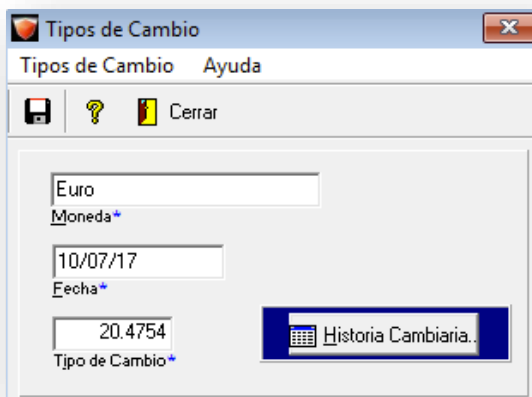 Tipos de Cambio
Tipos de Cambio Ayuda
Cerrar
Euro
Moneda*
10/07/17
Fecha*
20.4754
Tipo de Cambio*
Historia Cambiaria..